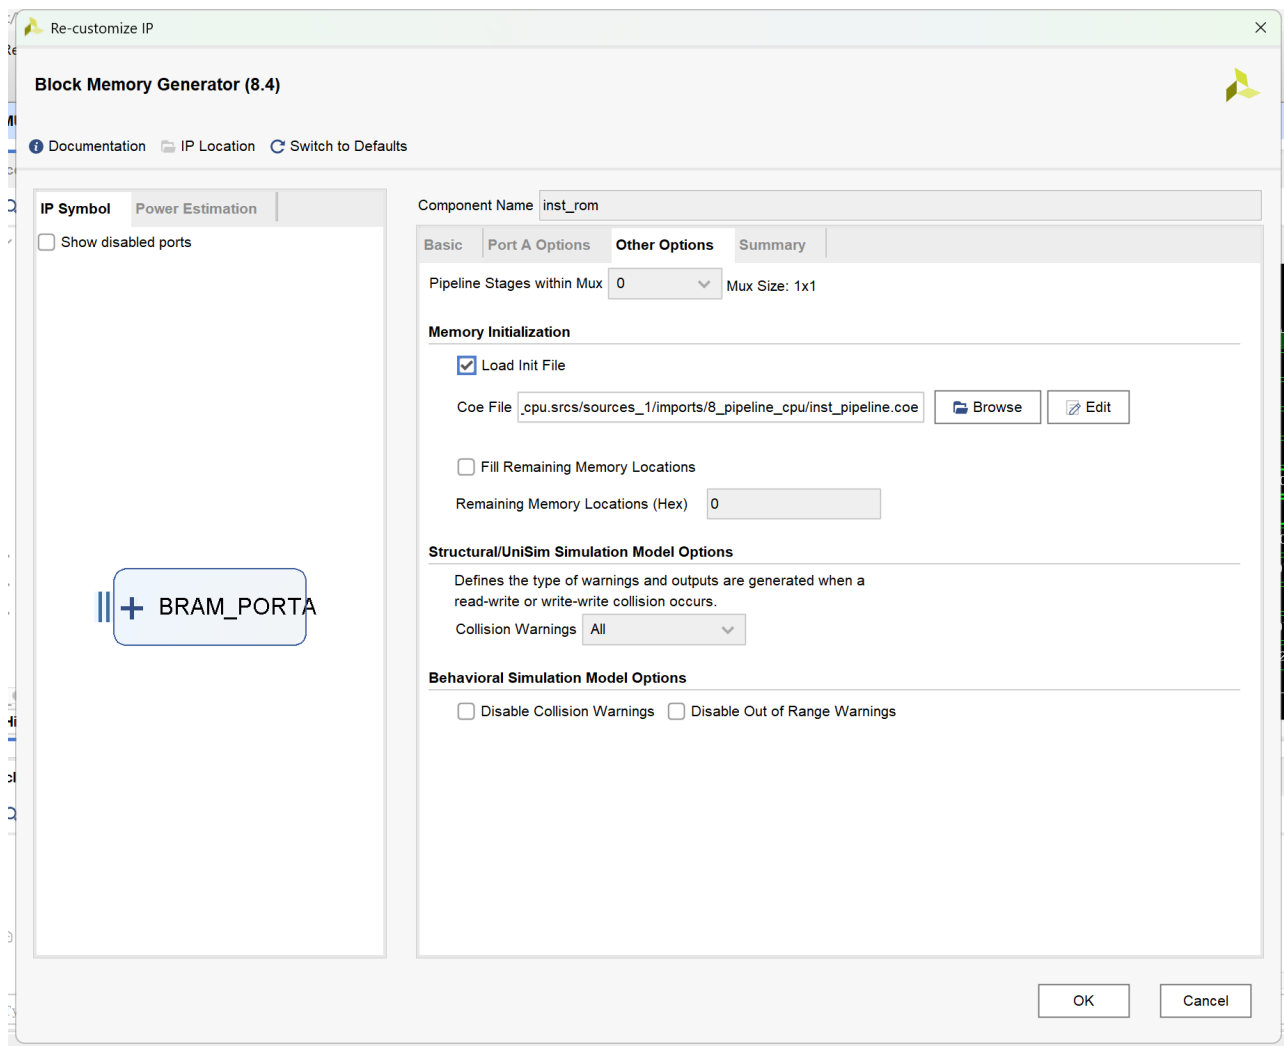 Re-customize IP
Block Memory Generator (8.4)
Documentation IP Location Switch to Defaults
IP Symbol Power Estimation
Show disabled ports
BRAM_PORTA
Component Name inst_rom
Basic Port A Options Other Options Summary
Pipeline Stages within Mux 0 Mux Size: 1x1
Memory Initialization
Load Init File
Coe File _cpu.srcs/sources_1/imports/8_pipeline_cpu/inst_pipeline.coe Browse Edit
Fill Remaining Memory Locations
Remaining Memory Locations (Hex) 0
Structural/UniSim Simulation Model Options
Defines the type of warnings and outputs are generated when a
read-write or write-write collision occurs.
Collision Warnings All
Behavioral Simulation Model Options
Disable Collision Warnings Disable Out of Range Warnings
OK Cancel